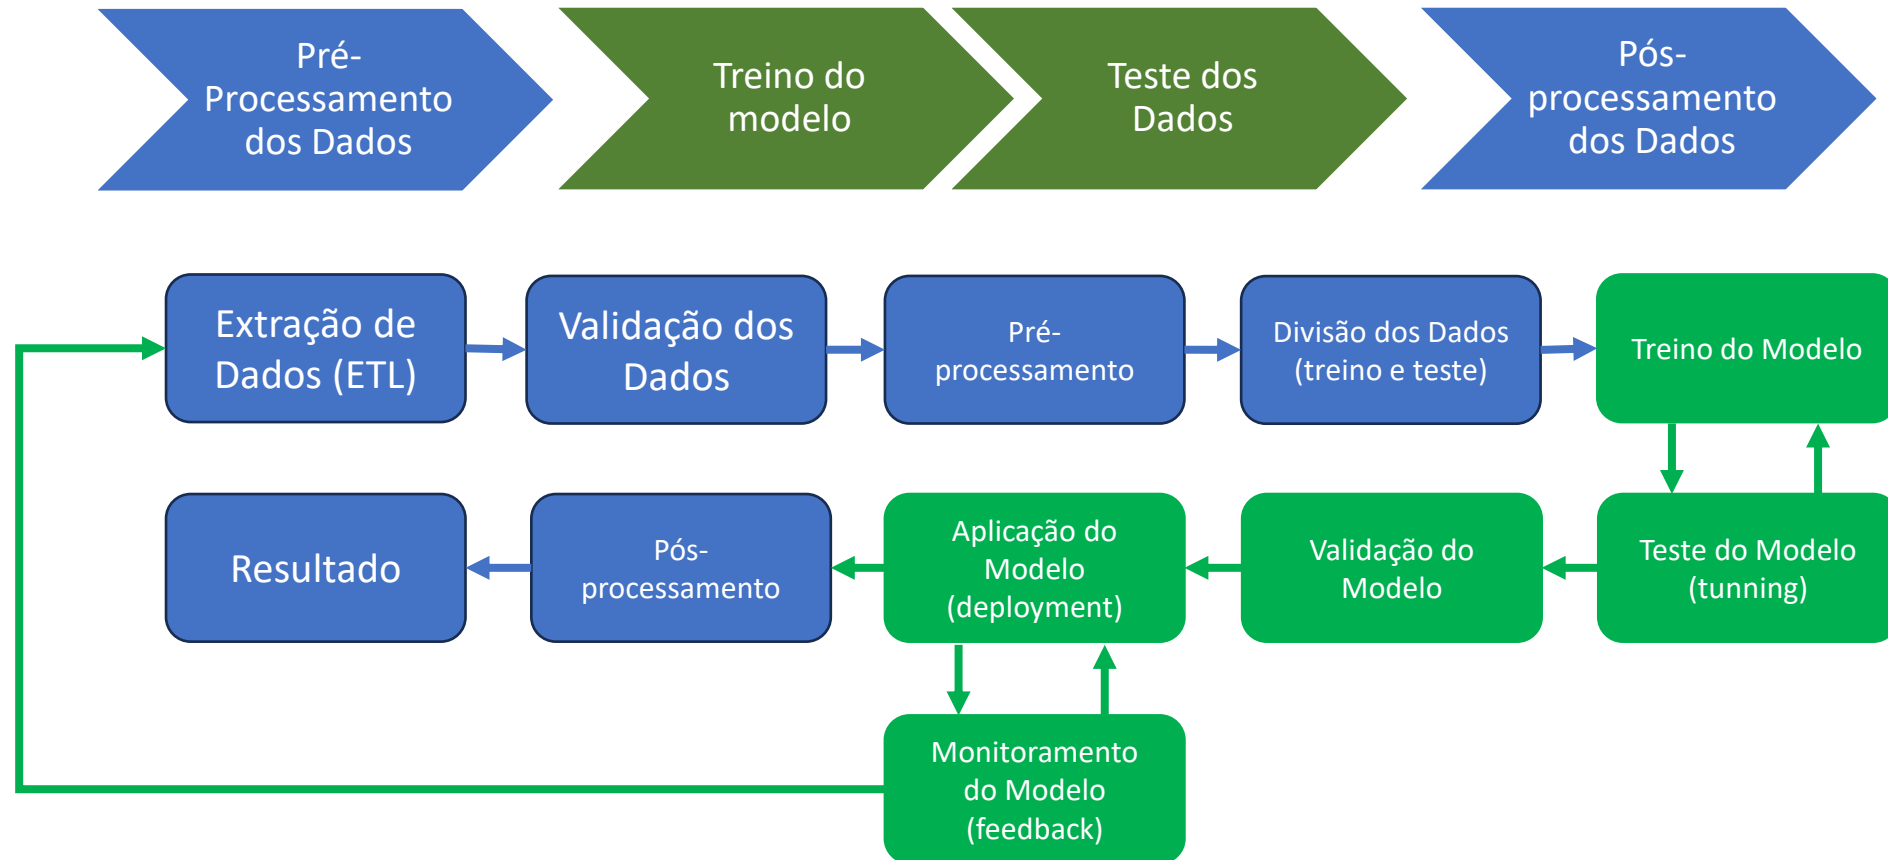 Pré-
Processamento
dos Dados
Treino do
modelo
Teste dos
Dados
Pós-
processamento
dos Dados
Extração de
Dados (ETL)
Validação dos
Dados
Pré-
processamento
Divisão dos Dados
(treino e teste)
Treino do Modelo
Resultado
Pós-
processamento
Aplicação do
Modelo
(deployment)
Validação do
Modelo
Teste do Modelo
(tunning)
Monitoramento
do Modelo
(feedback)